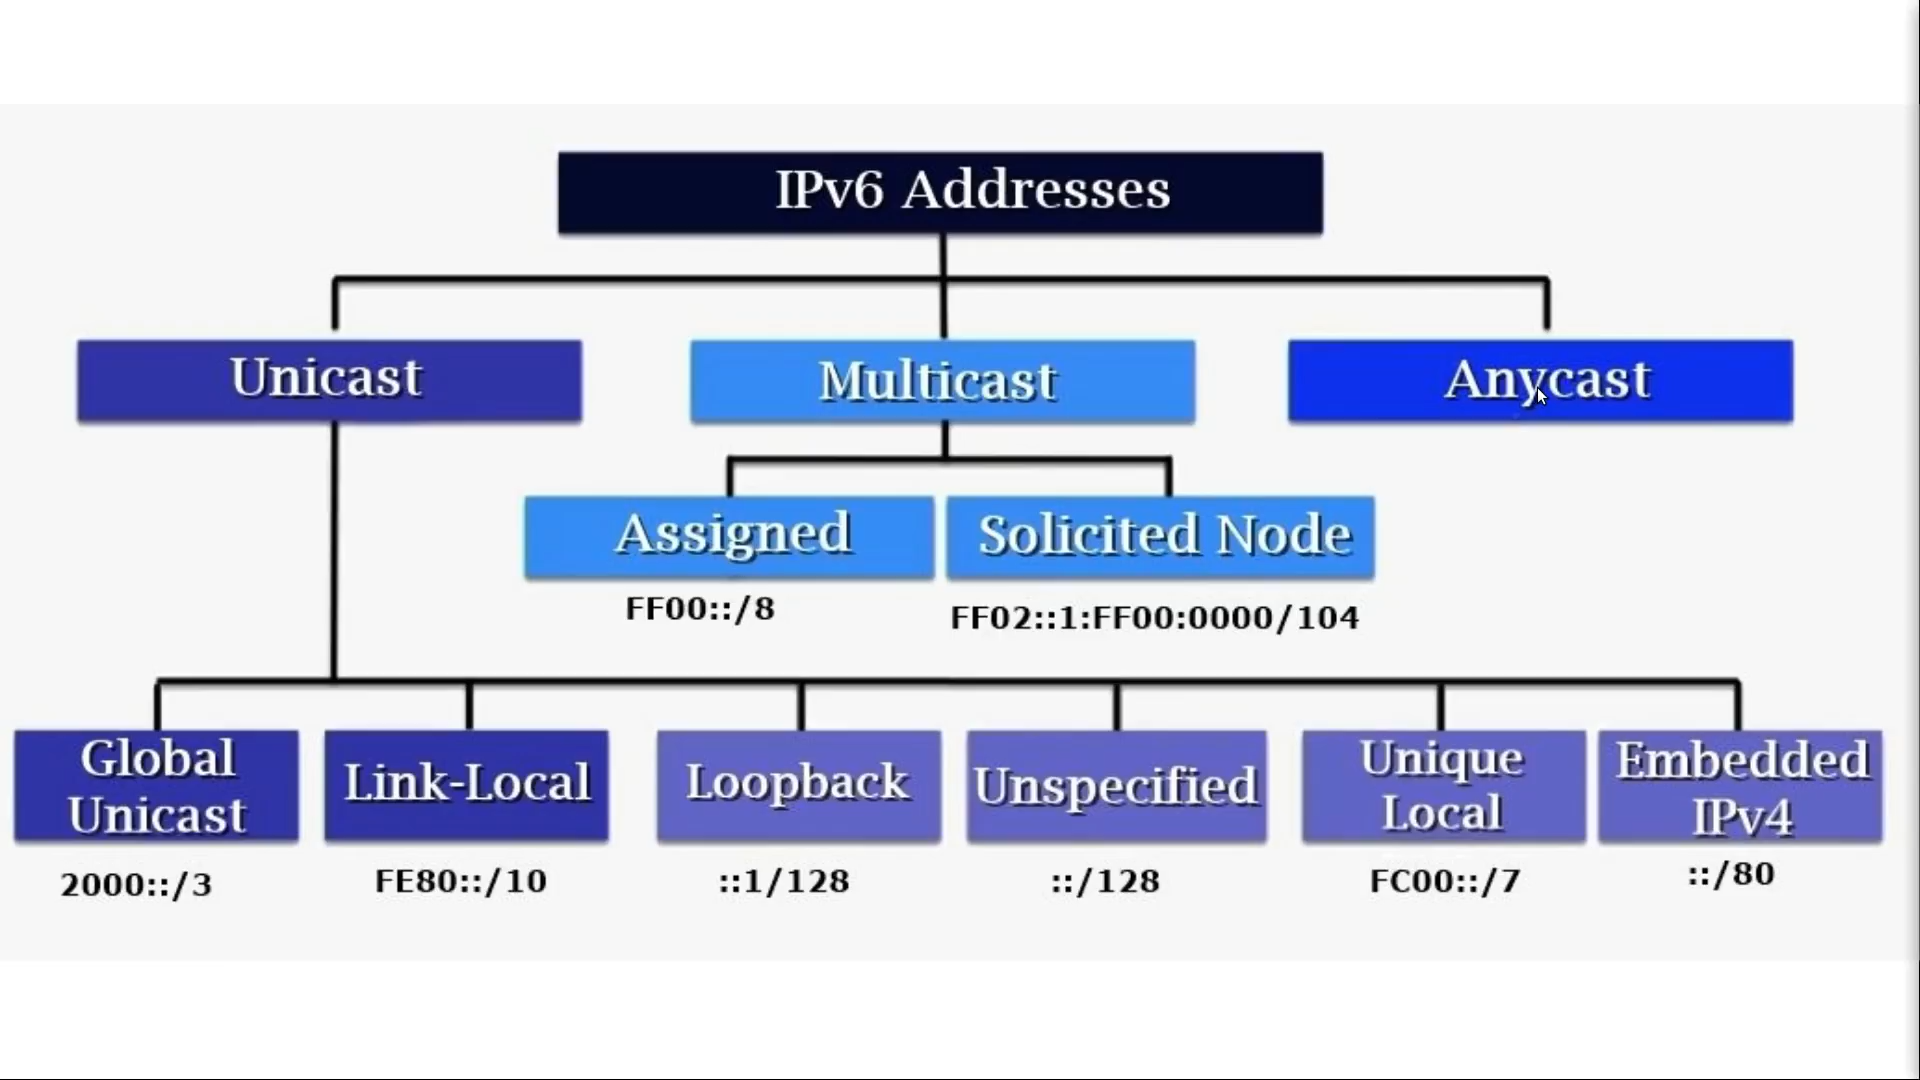 IPv6 Addresses
Unicast
Multicast
Anycast
Assigned
Solicited Node
FF00::/8
FF02::1:FF00:0000/104
Global
Unicast
Link-Local
Loopback
Unspecified
Unique
Local
Embedded
IPv4
2000::/3
FE80::/10
::1/128
::/128
FC00::/7
::/80